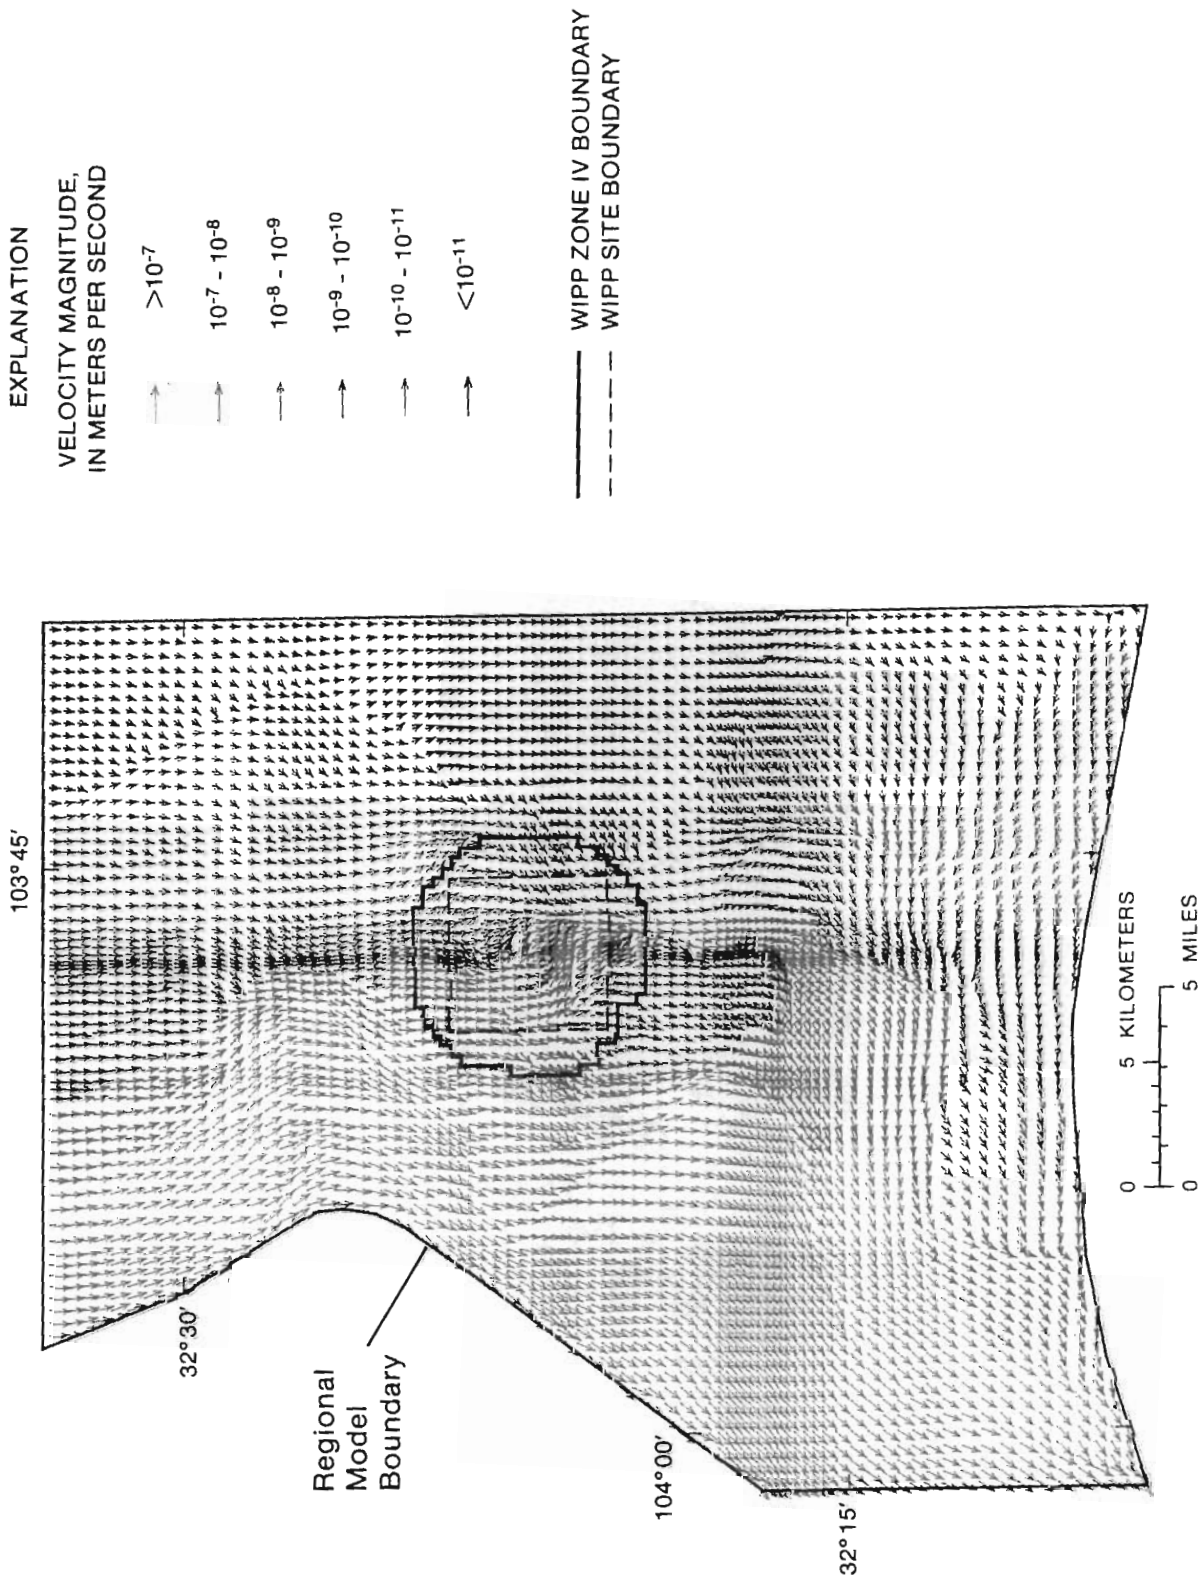 EXPLANATION
VELOCITY MAGNITUDE,
IN METERS PER SECOND
>10⁻⁷
10⁻⁷ - 10⁻⁸
10⁻⁸ - 10⁻⁹
10⁻⁹ - 10⁻¹⁰
10⁻¹⁰ - 10⁻¹¹
<10⁻¹¹
WIPP ZONE IV BOUNDARY
WIPP SITE BOUNDARY
103° 45′
32° 30′
Regional
Model
Boundary
104° 00′
32° 15′
0 5 KILOMETERS
0 5 MILES